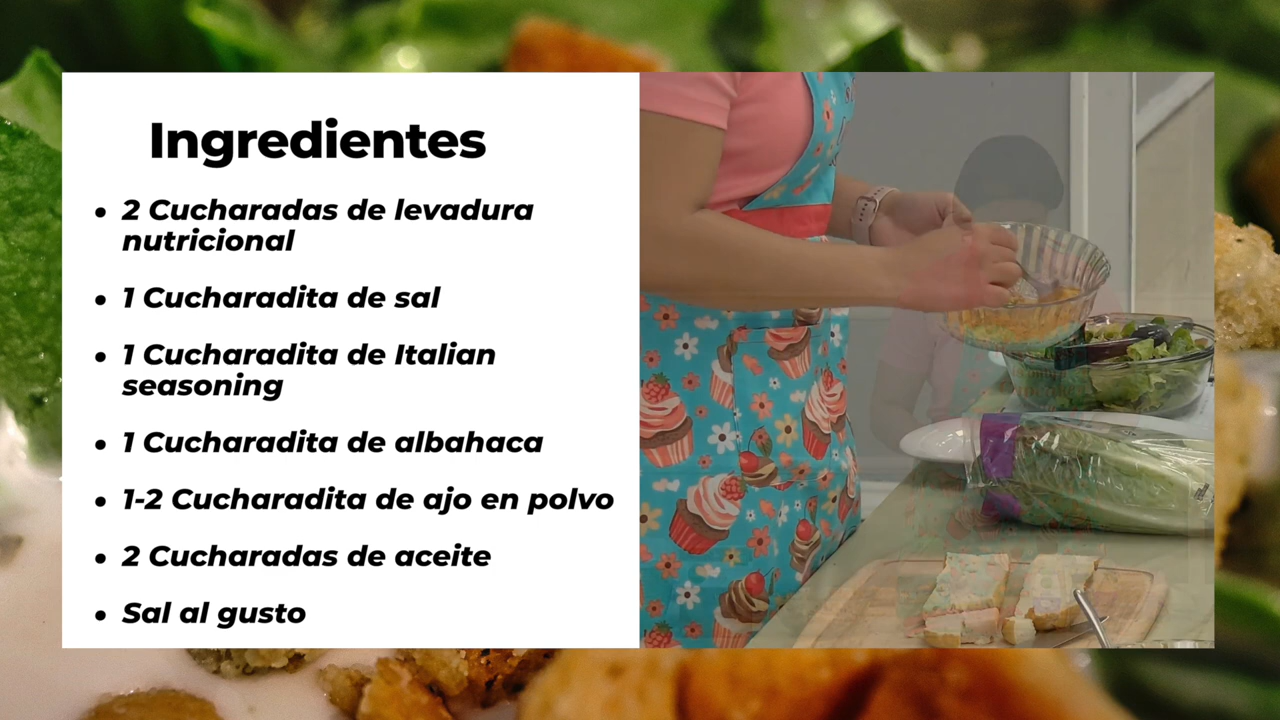 Ingredientes
• 2 Cucharadas de levadura
nutricional
• 1 Cucharadita de sal
• 1 Cucharadita de Italian
seasoning
• 1 Cucharadita de albahaca
• 1-2 Cucharadita de ajo en polvo
• 2 Cucharadas de aceite
• Sal al gusto